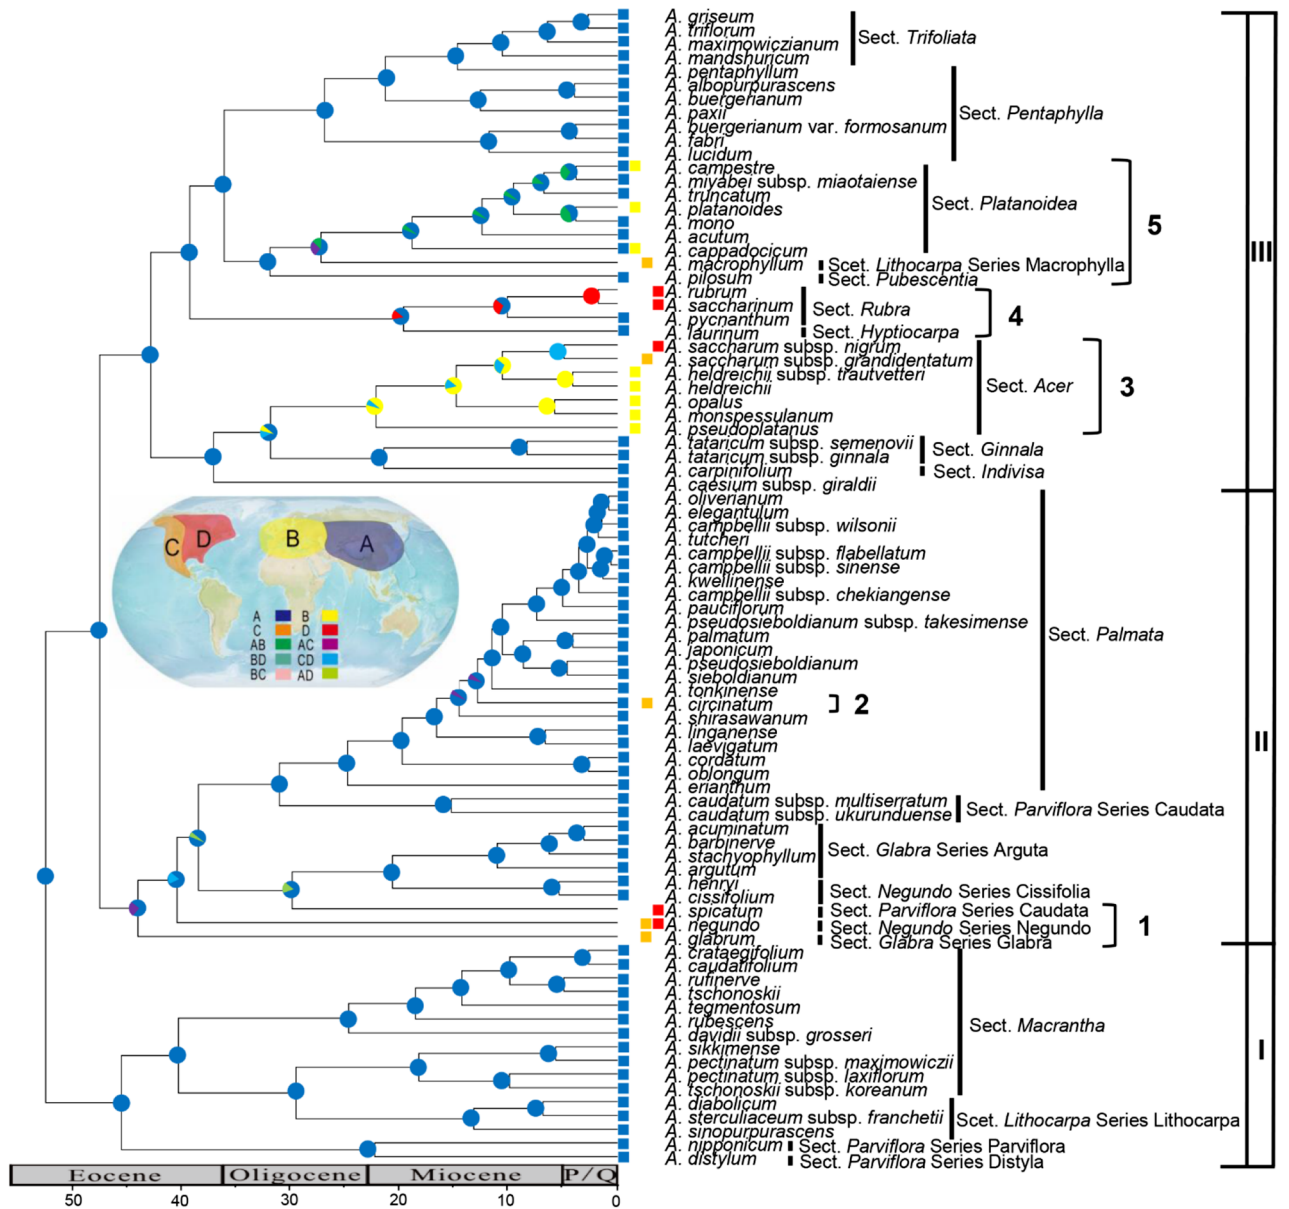 A. griseum
A. triflorum
A. maximowiczianum
Sect. Trifoliata
A. mandshuricum
A. pentaphyllum
A. albopurpurascens
A. buergerianum
A. paxii
Sect. Pentaphylla
A. buergerianum var. formosanum
A. fabri
A. lucidum
A. campestre
A. miyabei subsp. miaotaiense
A. truncatum
A. platanoides
Sect. Platanoidea
A. mono
5
A. acutum
A. cappadocicum
III
A. macrophyllum
Scet. Lithocarpa Series Macrophylla
A. pilosum
Sect. Pubescentia
A. rubrum
A. saccharinum
Sect. Rubra
4
A. pycnanthum
A. laurinum
Sect. Hyptiocarpa
A. saccharum subsp. nigrum
A. saccharum subsp. grandidentatum
A. heldreichii subsp. trautvetteri
A. heldreichii
Sect. Acer
3
A. opalus
A. monspessulanum
A. pseudoplatanus
A. tataricum subsp. semenovii
Sect. Ginnala
A. tataricum subsp. ginnala
A. carpinifolium
Sect. Indivisa
A. caesium subsp. giraldii
A. oliverianum
A. elegantulum
A. campbellii subsp. wilsonii
A. tutcheri
A. campbellii subsp. flabellatum
A. campbellii subsp. sinense
A. kwellinense
A. campbellii subsp. chekiangense
A. pauciflorum
A. pseudosieboldianum subsp. takesimense
A. palmatum
Sect. Palmata
A. japonicum
A. pseudosieboldianum
A. sieboldianum
A. tonkinense
A. circinatum
2
A. shirasawanum
A. linganense
II
A. laevigatum
A. cordatum
A. oblongum
A. erianthum
A. caudatum subsp. multiserratum
Sect. Parviflora Series Caudata
A. caudatum subsp. ukurunduense
A. acuminatum
A. barbinerve
A. stachyophyllum
Sect. Glabra Series Arguta
A. argutum
A. henryi
Sect. Negundo Series Cissifolia
A. cissifolium
A. spicatum
Sect. Parviflora Series Caudata
A. negundo
Sect. Negundo Series Negundo
1
A. glabrum
Sect. Glabra Series Glabra
A. crataegifolium
A. caudatifolium
A. rufinerve
A. tschonoskii
A. tegmentosum
A. rubescens
Sect. Macrantha
A. davidii subsp. grosseri
A. sikkimense
I
A. pectinatum subsp. maximowiczii
A. pectinatum subsp. laxiflorum
A. tschonoskii subsp. koreanum
A. diabolicum
A. sterculiaceum subsp. franchetii
Scet. Lithocarpa Series Lithocarpa
A. sinopurpurascens
A. nipponicum
Sect. Parviflora Series Parviflora
A. distylum
Sect. Parviflora Series Distyla
C D B A
A B
C D
AB AC
BD CD
BC AD
Eocene Oligocene Miocene P/Q
50 40 30 20 10 0